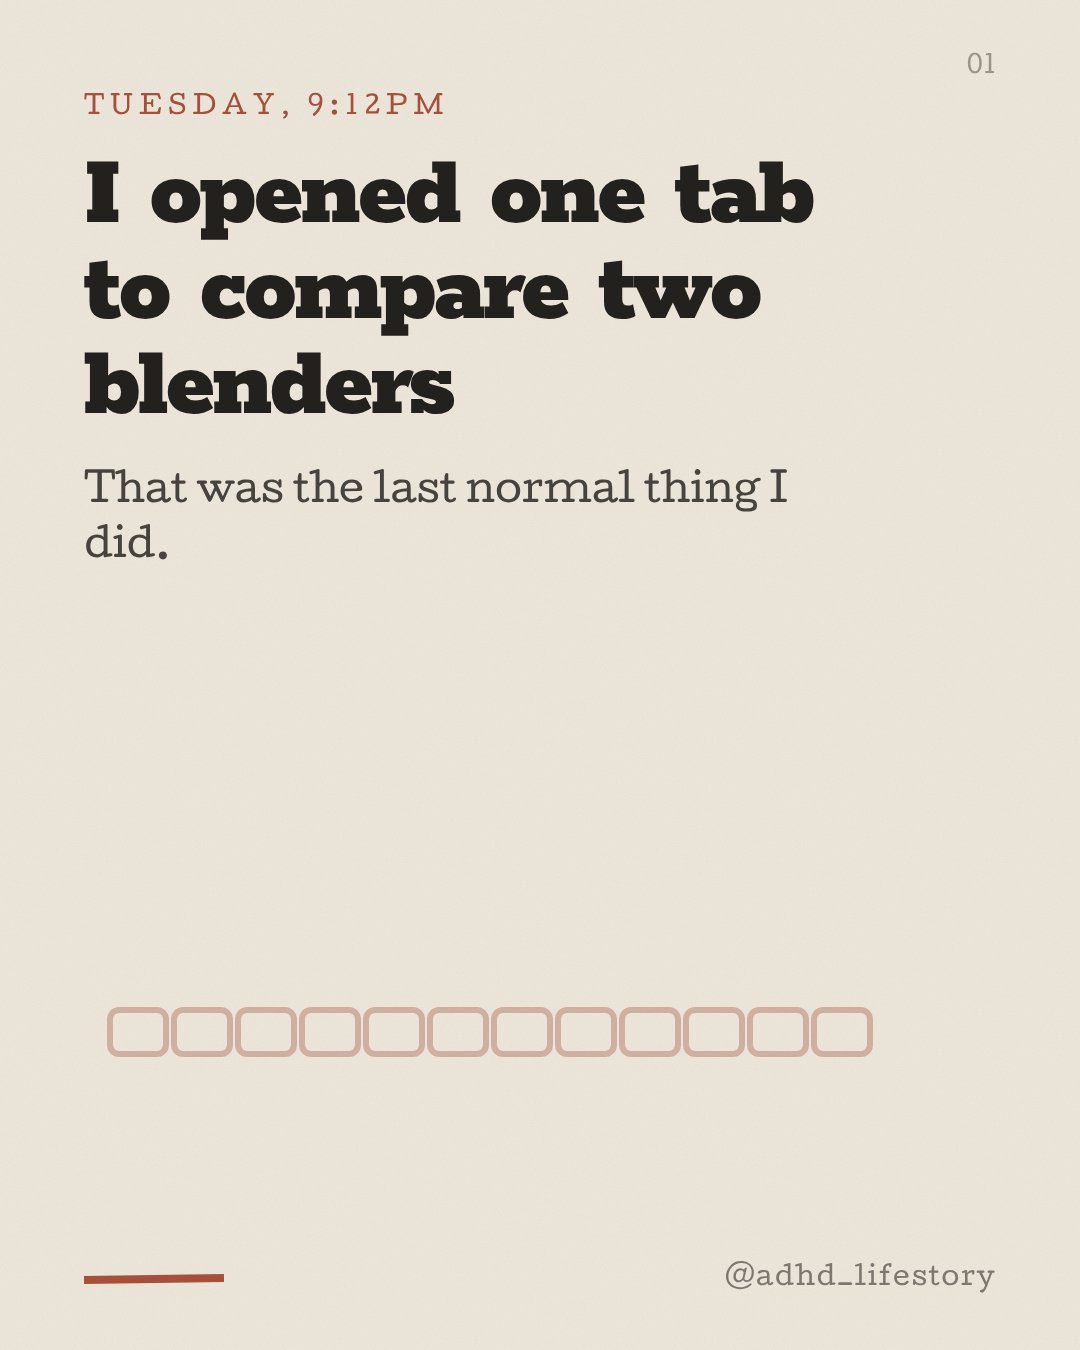 01
TUESDAY, 9:12PM
I opened one tab
to compare two
blenders
That was the last normal thing I
did.
@adhd_lifestory